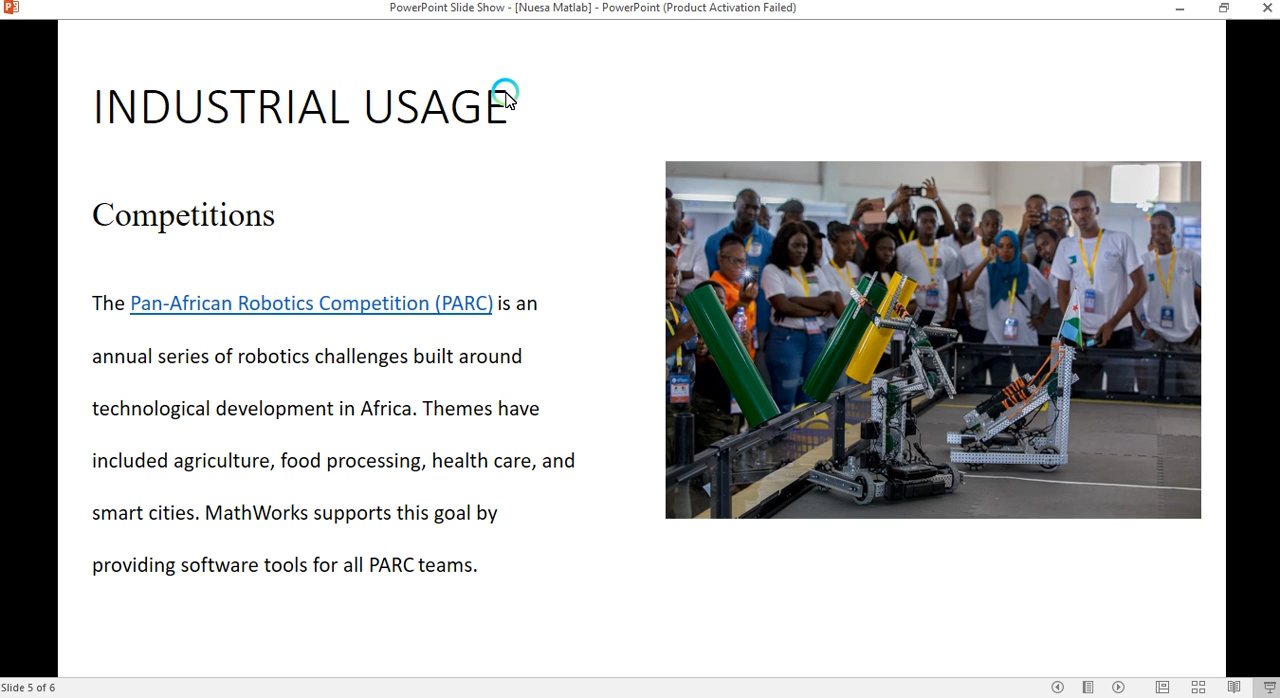 PowerPoint Slide Show - [Nuesa Matlab] - PowerPoint (Product Activation Failed)
INDUSTRIAL USAGE
Competitions
The Pan-African Robotics Competition (PARC) is an
annual series of robotics challenges built around
technological development in Africa. Themes have
included agriculture, food processing, health care, and
smart cities. MathWorks supports this goal by
providing software tools for all PARC teams.
Slide 5 of 6